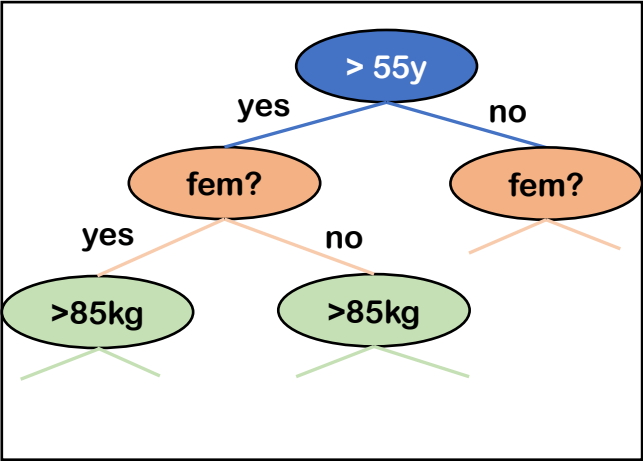 > 55y
yes
no
fem?
fem?
yes
no
>85kg
>85kg